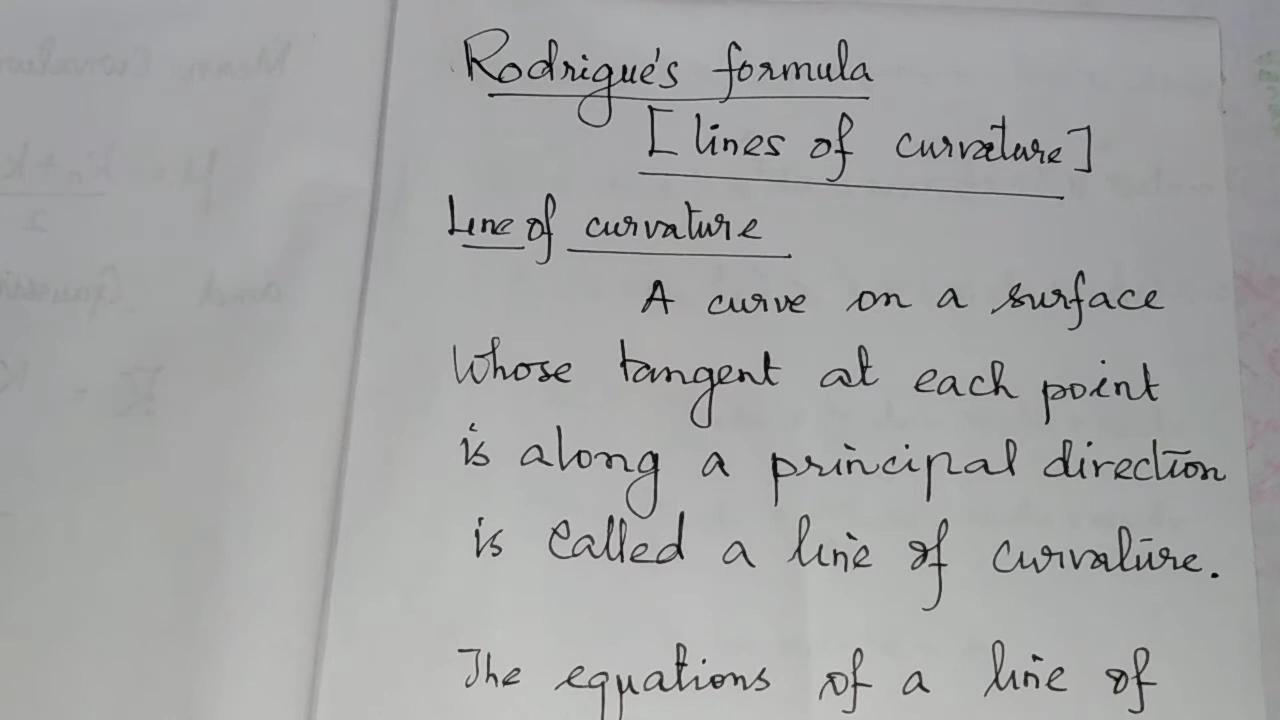 Rodrigue's formula
[lines of curvature]
Line of curvature
A curve on a surface
whose tangent at each point
is along a principal direction
is called a line of curvature.
The equations of a line of